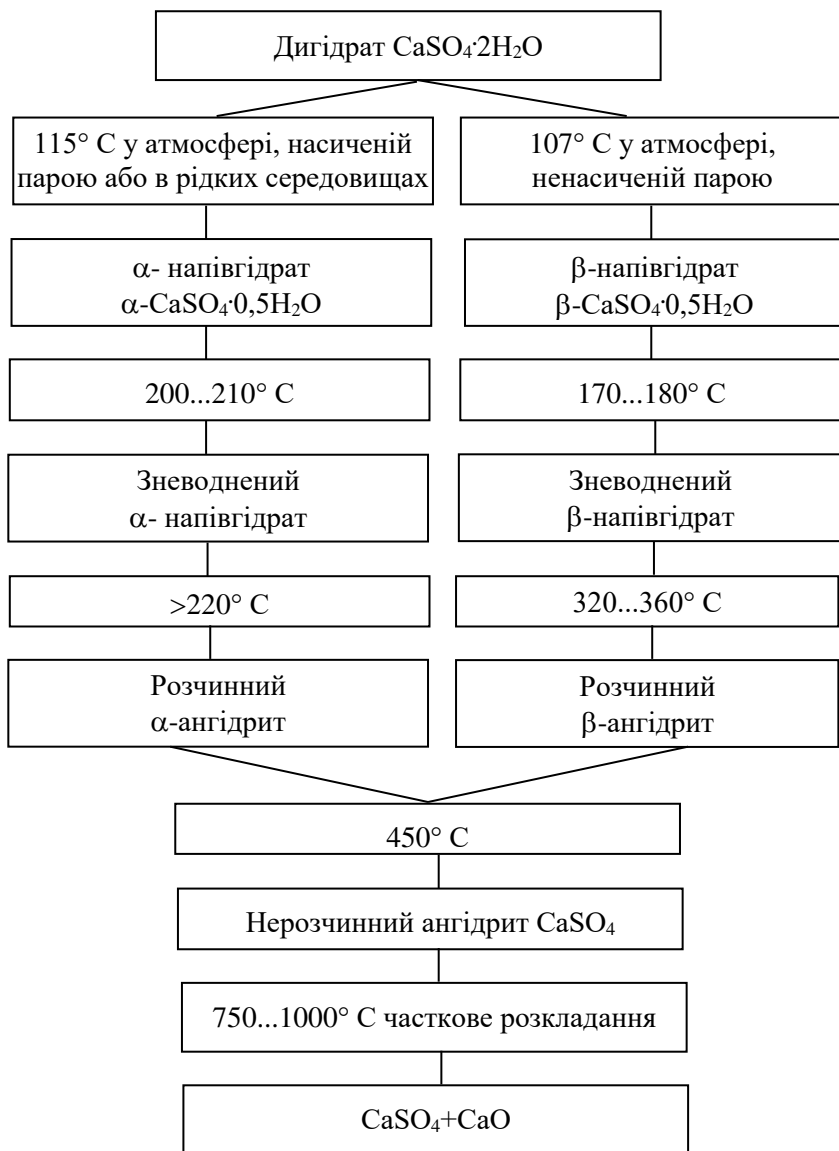 Дигідрат CaSO₄·2H₂O
115° С у атмосфері, насиченій
парою або в рідких середовищах
107° С у атмосфері,
ненасиченій парою
α- напівгідрат
α-CaSO₄·0,5H₂O
β-напівгідрат
β-CaSO₄·0,5H₂O
200...210° С
170...180° С
Зневоднений
α- напівгідрат
Зневоднений
β-напівгідрат
>220° С
320...360° С
Розчинний
α-ангідрит
Розчинний
β-ангідрит
450° С
Нерозчинний ангідрит CaSO₄
750...1000° С часткове розкладання
CaSO₄+CaO